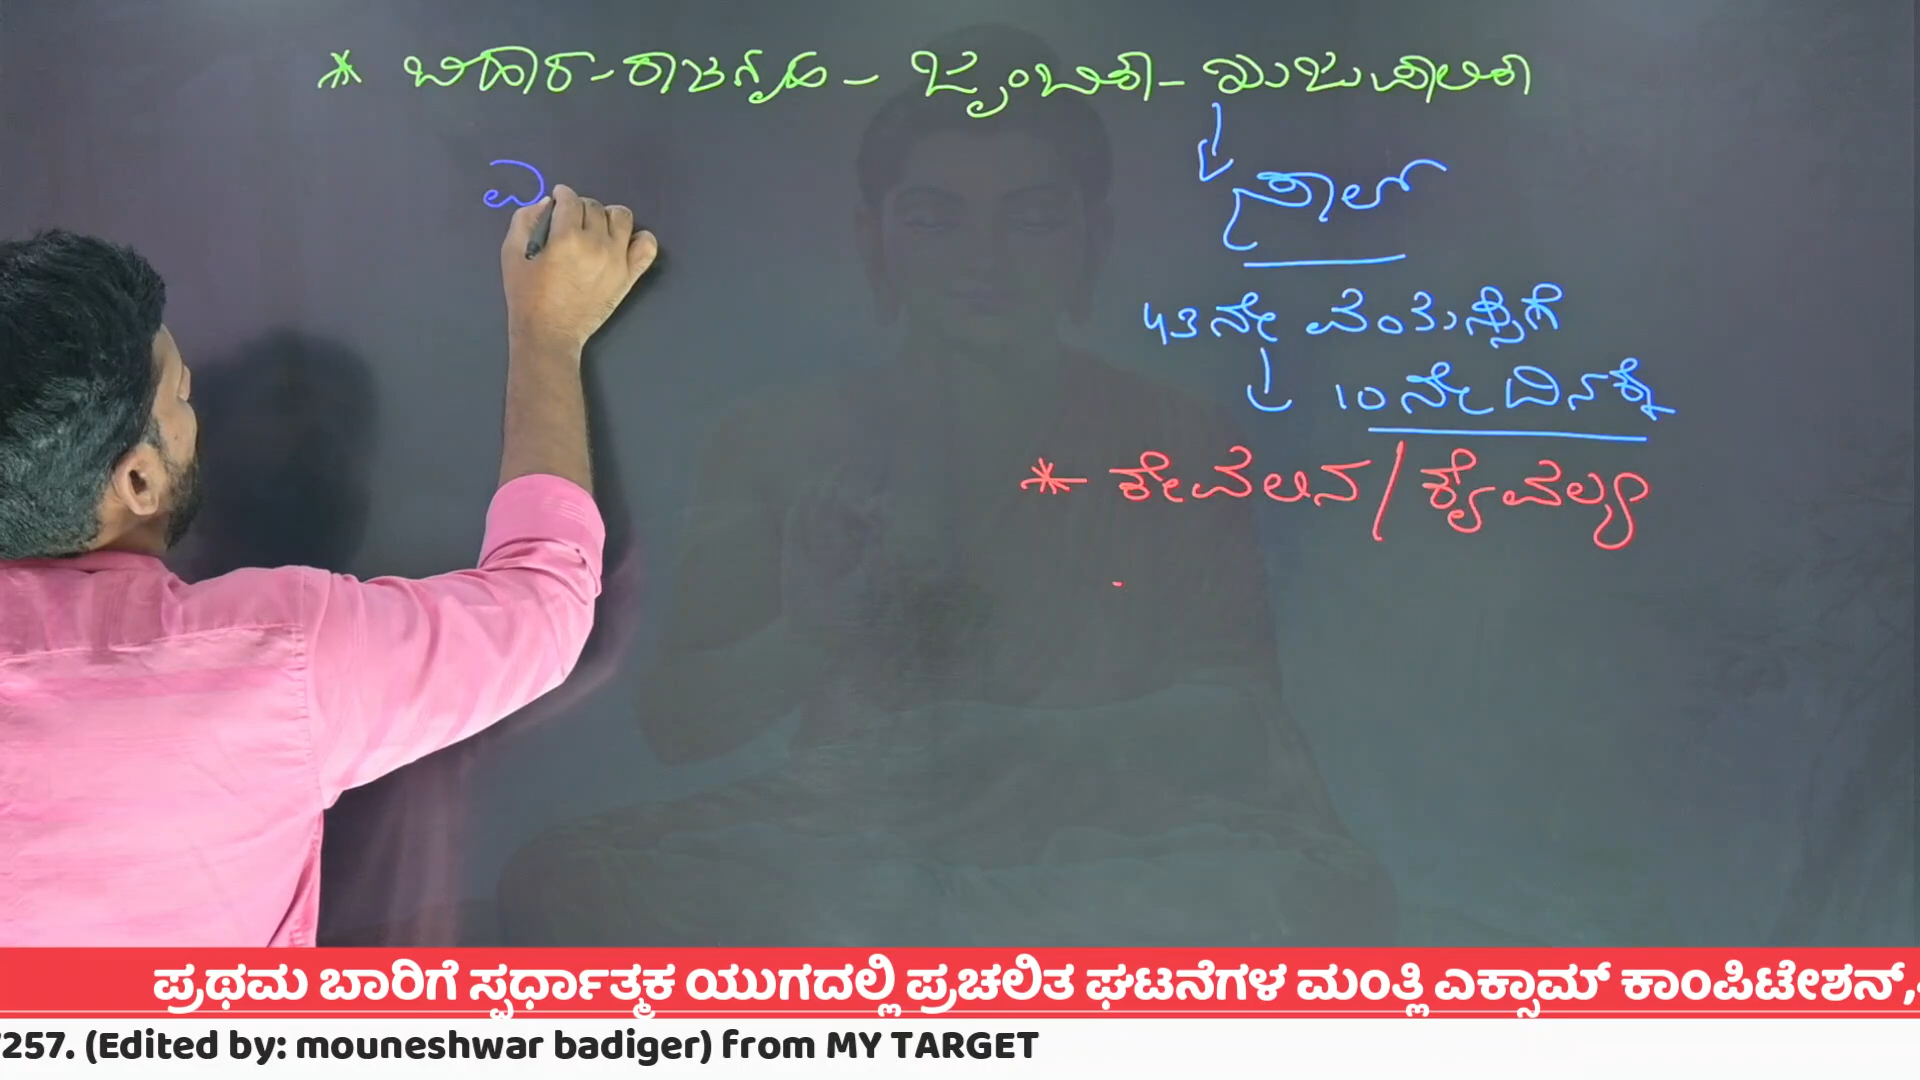 * ಬಿಹಾರ - ರಾಜಗೃಹ - ಜೃಂಬಿಕಾ - ಋಜುಪಾಲಿಕಾ
ಸಾಲ್
43ನೇ ವಯಸ್ಸಿಗೆ
10ನೇ ದಿನಕ್ಕೆ
* ಕೇವಲಿನ / ಕೈವಲ್ಯ
ಪ್ರಥಮ ಬಾರಿಗೆ ಸ್ಪರ್ಧಾತ್ಮಕ ಯುಗದಲ್ಲಿ ಪ್ರಚಲಿತ ಘಟನೆಗಳ ಮಂತ್ಲಿ ಎಕ್ಸಾಮ್ ಕಾಂಪಿಟೇಶನ್,
257. (Edited by: mouneshwar badiger) from MY TARGET